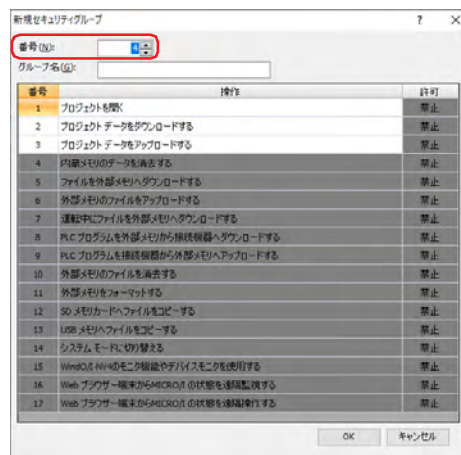 新規セキュリティグループ ? ×
番号(N): 4
グループ名(G):
番号 操作 許可
1 プロジェクトを開く 禁止
2 プロジェクト データをダウンロードする 禁止
3 プロジェクト データをアップロードする 禁止
4 内蔵メモリのデータを消去する 禁止
5 ファイルを外部メモリへダウンロードする 禁止
6 外部メモリのファイルをアップロードする 禁止
7 運転中にファイルを外部メモリへダウンロードする 禁止
8 PLC プログラムを外部メモリから接続機器へダウンロードする 禁止
9 PLC プログラムを接続機器から外部メモリへアップロードする 禁止
10 外部メモリのファイルを消去する 禁止
11 外部メモリをフォーマットする 禁止
12 SD メモリカードへファイルをコピーする 禁止
13 USB メモリへファイルをコピーする 禁止
14 システム モードに切り替える 禁止
15 WindO/I-NV4のモニタ機能やデバイスモニタを使用する 禁止
16 Web ブラウザー端末からMICRO/I の状態を遠隔監視する 禁止
17 Web ブラウザー端末からMICRO/I の状態を遠隔操作する 禁止
OK キャンセル